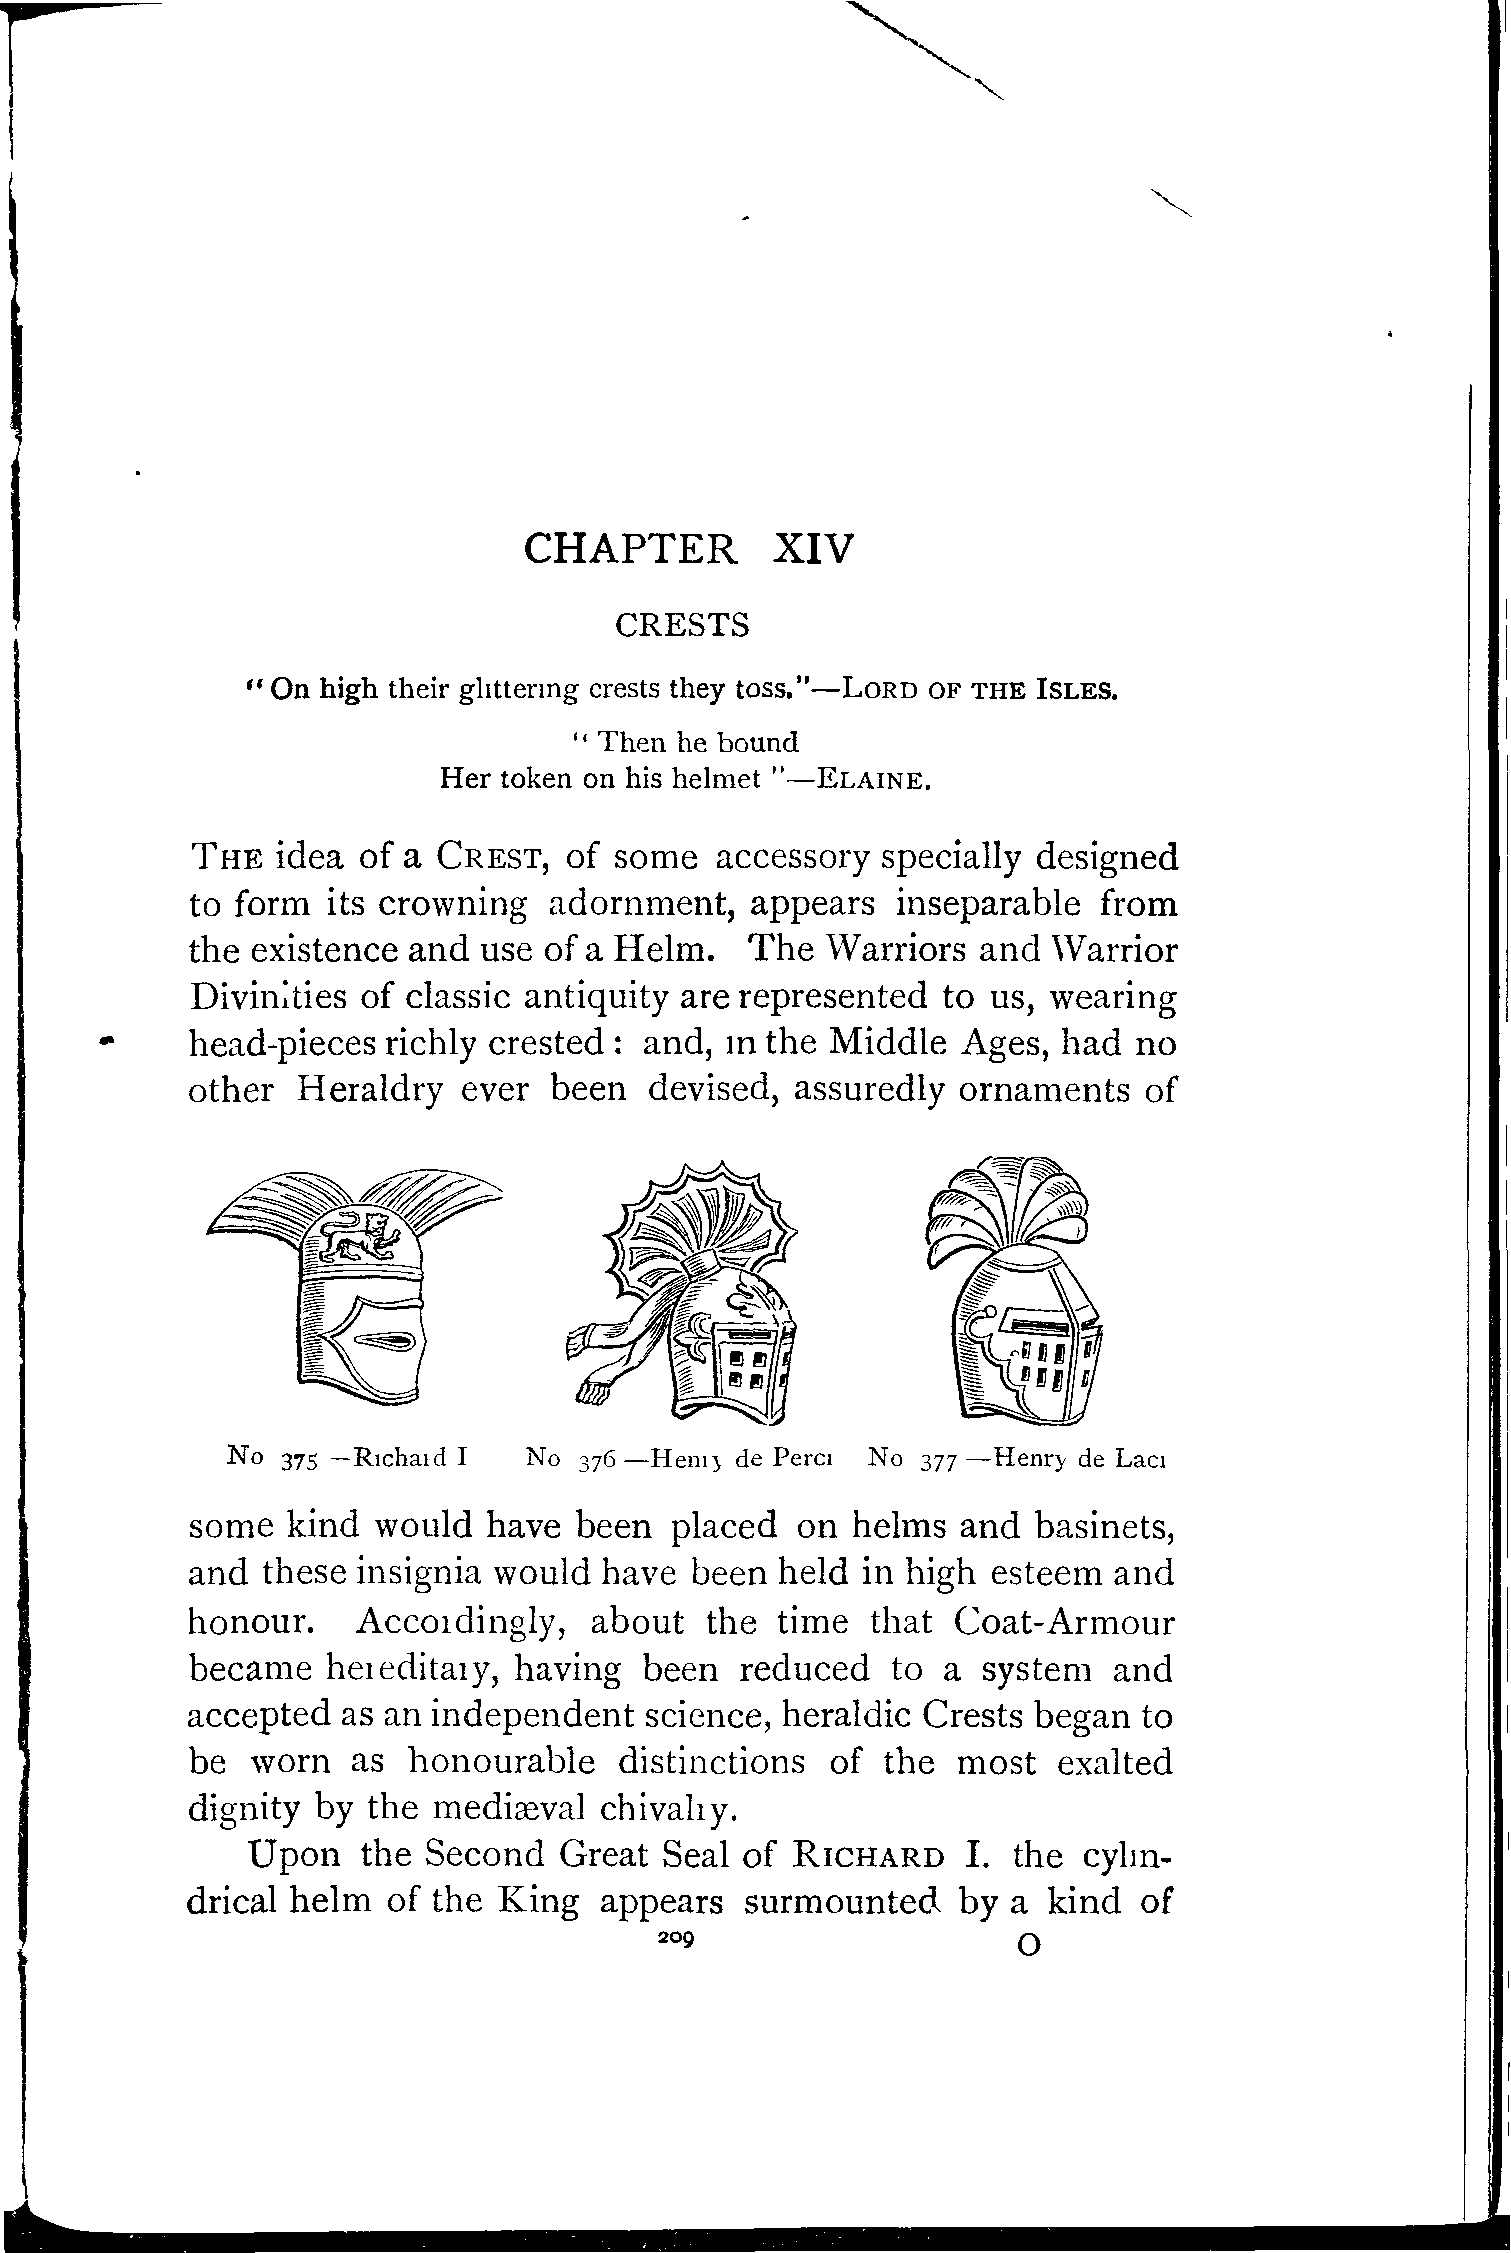 CHAPTER XIV
CRESTS
"On high their glittering crests they toss."—LORD OF THE ISLES.
"Then he bound
Her token on his helmet"—ELAINE.
THE idea of a CREST, of some accessory specially designed
to form its crowning adornment, appears inseparable from
the existence and use of a Helm. The Warriors and Warrior
Divinities of classic antiquity are represented to us, wearing
head-pieces richly crested: and, in the Middle Ages, had no
other Heraldry ever been devised, assuredly ornaments of
No 375—Richard I No 376—Henry de Perci No 377—Henry de Laci
some kind would have been placed on helms and basinets,
and these insignia would have been held in high esteem and
honour. Accordingly, about the time that Coat-Armour
became hereditary, having been reduced to a system and
accepted as an independent science, heraldic Crests began to
be worn as honourable distinctions of the most exalted
dignity by the mediæval chivalry.
Upon the Second Great Seal of RICHARD I. the cylin-
drical helm of the King appears surmounted by a kind of
209 O